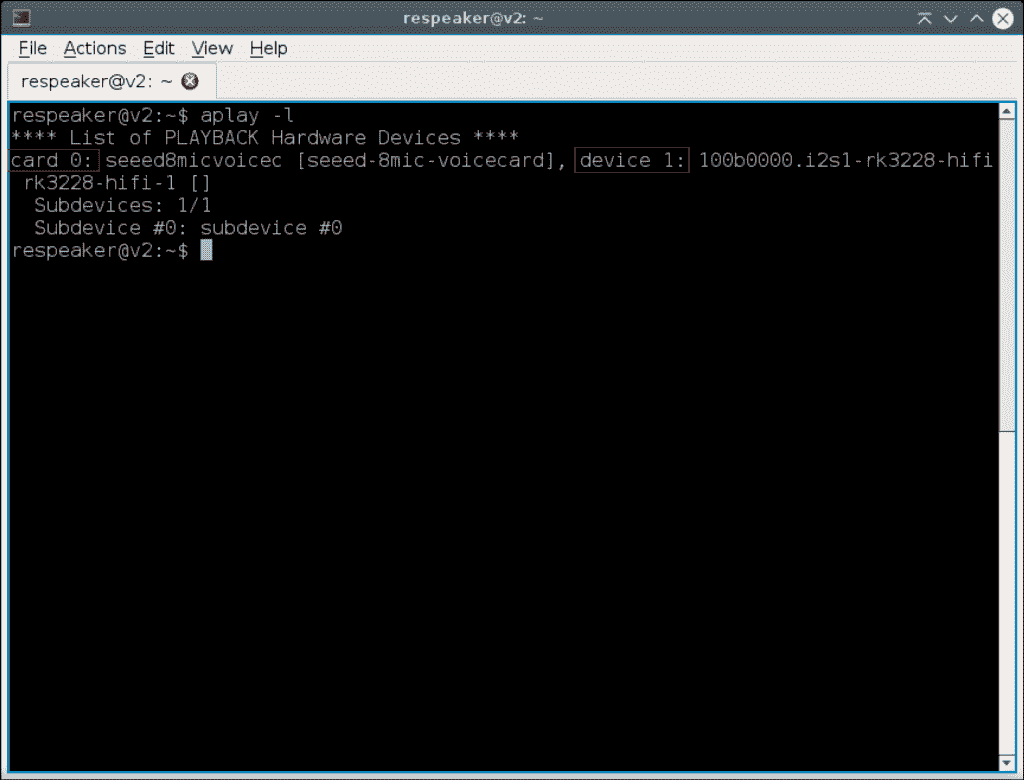 respeaker@v2: ~
File Actions Edit View Help
respeaker@v2: ~
respeaker@v2:~$ aplay -l
**** List of PLAYBACK Hardware Devices ****
card 0: seeed8micvoicec [seeed-8mic-voicecard], device 1: 100b0000.i2s1-rk3228-hifi
rk3228-hifi-1 []
Subdevices: 1/1
Subdevice #0: subdevice #0
respeaker@v2:~$